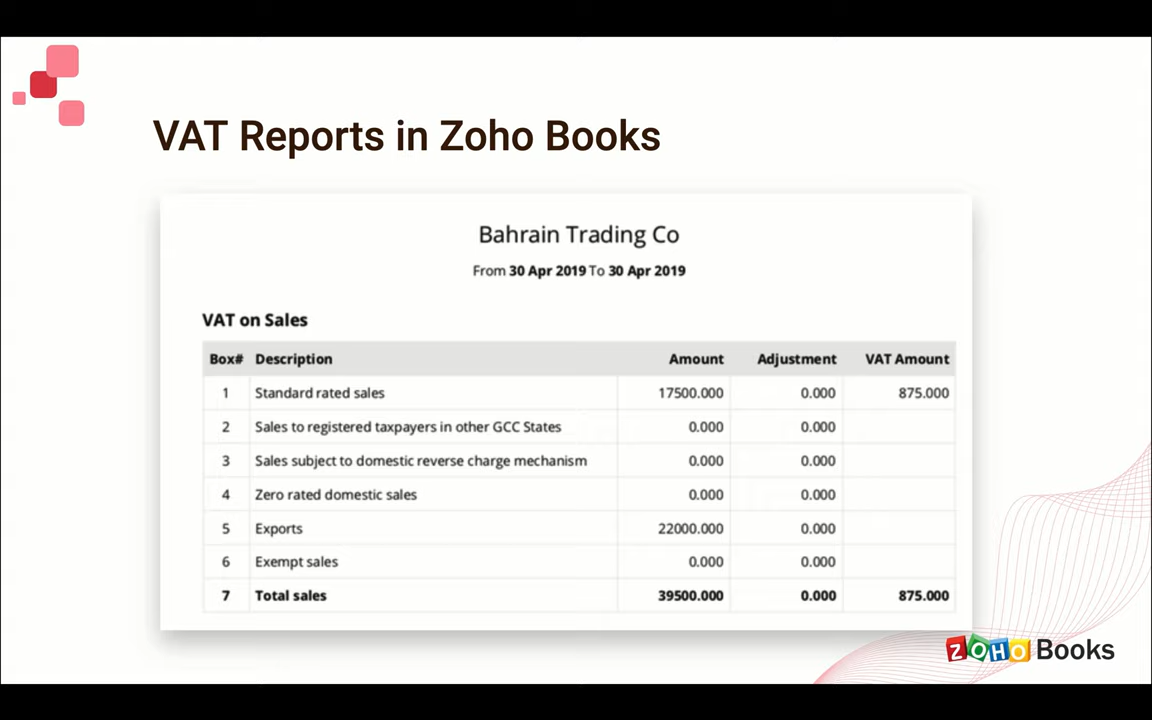 VAT Reports in Zoho Books
Bahrain Trading Co
From 30 Apr 2019 To 30 Apr 2019
VAT on Sales
Box# Description Amount Adjustment VAT Amount
1 Standard rated sales 17500.000 0.000 875.000
2 Sales to registered taxpayers in other GCC States 0.000 0.000
3 Sales subject to domestic reverse charge mechanism 0.000 0.000
4 Zero rated domestic sales 0.000 0.000
5 Exports 22000.000 0.000
6 Exempt sales 0.000 0.000
7 Total sales 39500.000 0.000 875.000
ZOHO Books